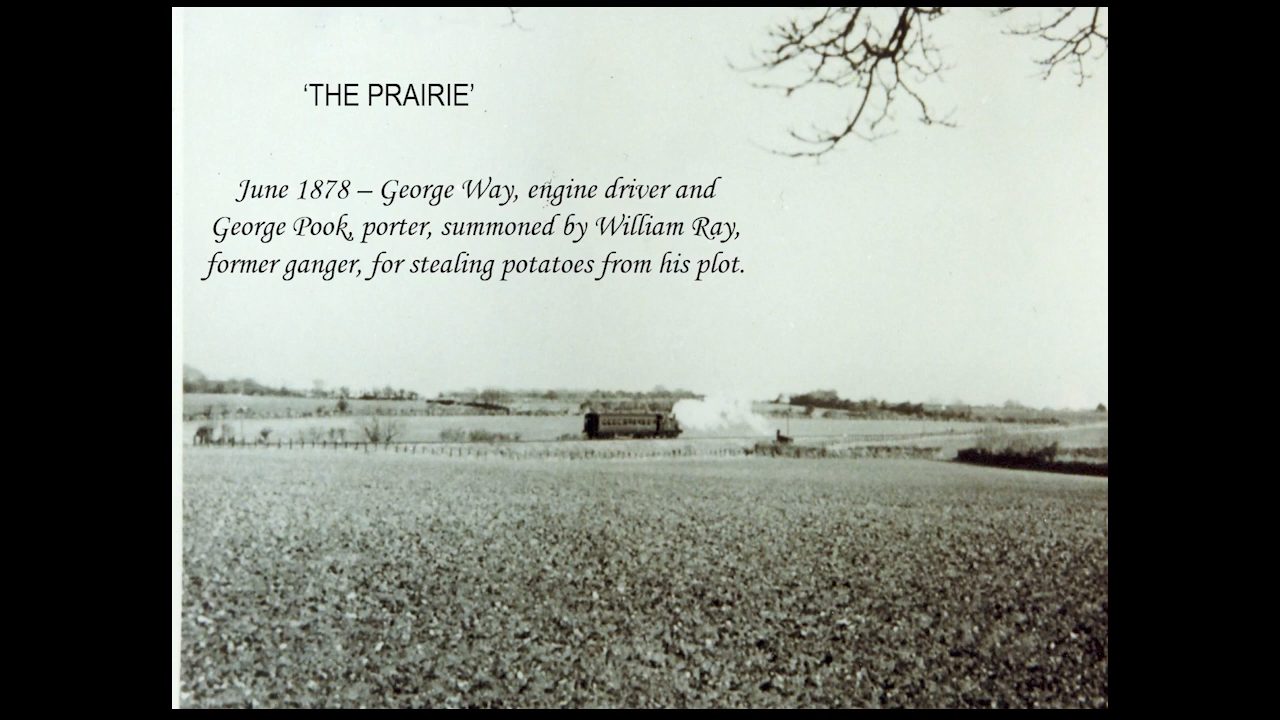 ‘THE PRAIRIE’
June 1878 – George Way, engine driver and
George Pook, porter, summoned by William Ray,
former ganger, for stealing potatoes from his plot.